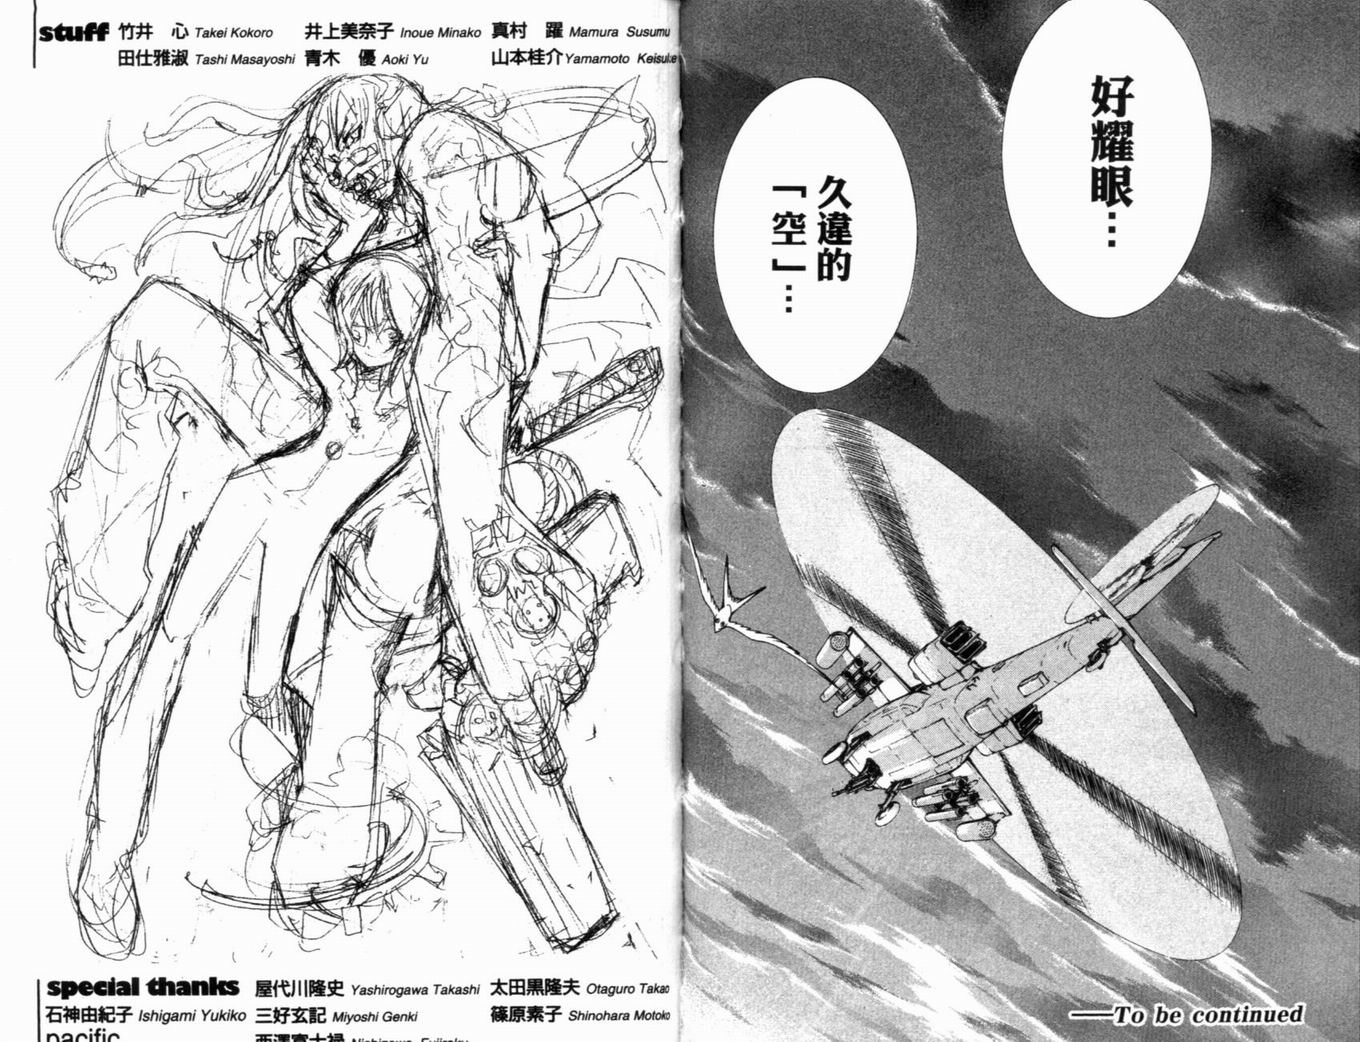 好耀眼…
久違的
「空」…
To be continued
stuff 竹井　心 Takei Kokoro 井上美奈子 Inoue Minako 真村　躍 Mamura Susumu
田仕雅淑 Tashi Masayoshi 青木　優 Aoki Yu 山本桂介 Yamamoto Keisuke
special thanks 屋代川隆史 Yashirogawa Takashi 太田黒隆夫 Otaguro Takao
石神由紀子 Ishigami Yukiko 三好玄記 Miyoshi Genki 篠原素子 Shinohara Motoko
pacific